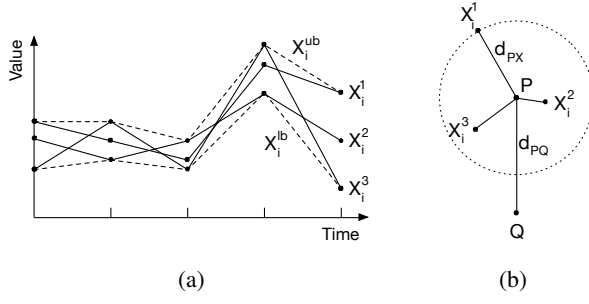 Value
X_i^ub
X_i^1
X_i^2
X_i^lb
X_i^3
Time
(a)
X_i^1
d_PX
P
X_i^2
X_i^3
d_PQ
Q
(b)